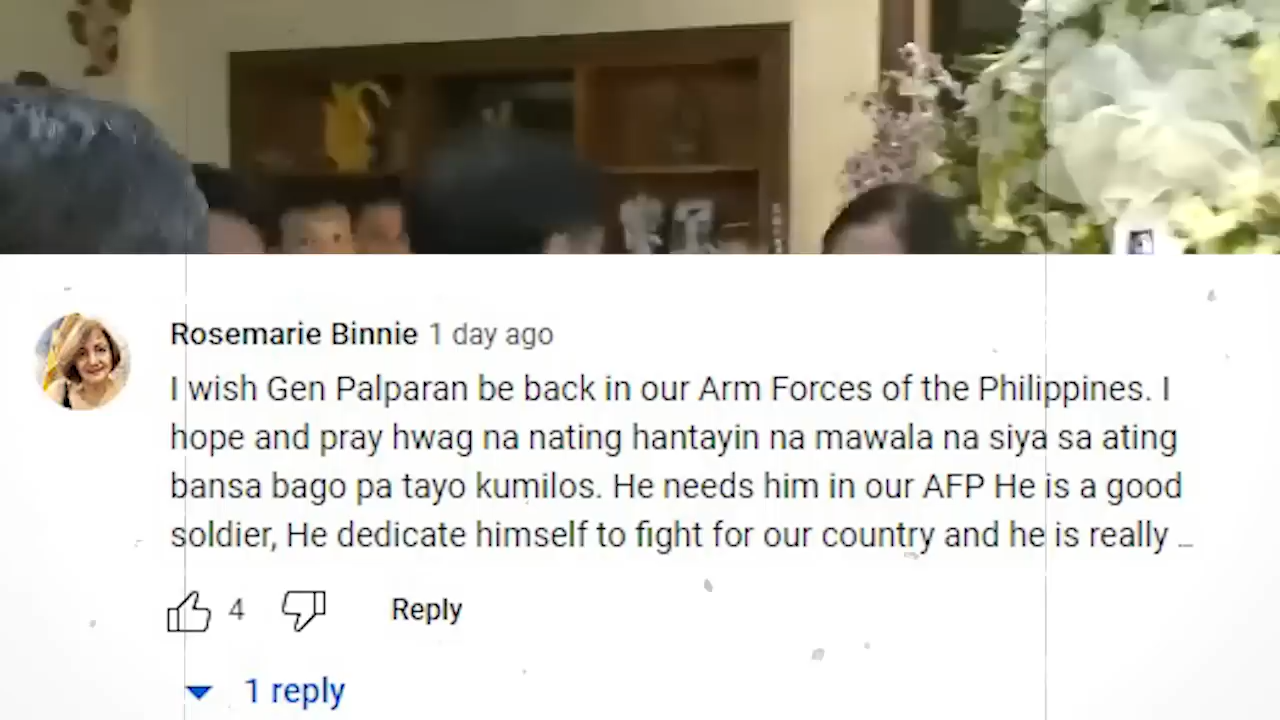 Rosemarie Binnie 1 day ago
I wish Gen Palparan be back in our Arm Forces of the Philippines. I
hope and pray hwag na nating hantayin na mawala na siya sa ating
bansa bago pa tayo kumilos. He needs him in our AFP He is a good
soldier, He dedicate himself to fight for our country and he is really ...
4 Reply
1 reply